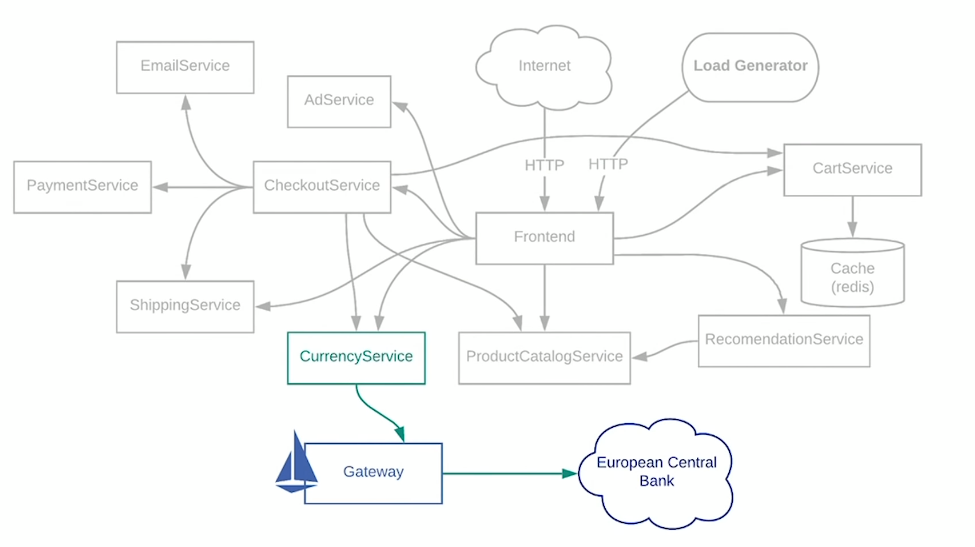 EmailService
Internet
Load Generator
AdService
HTTP
HTTP
CartService
PaymentService
CheckoutService
Frontend
Cache
(redis)
ShippingService
RecomendationService
CurrencyService
ProductCatalogService
Gateway
European Central
Bank